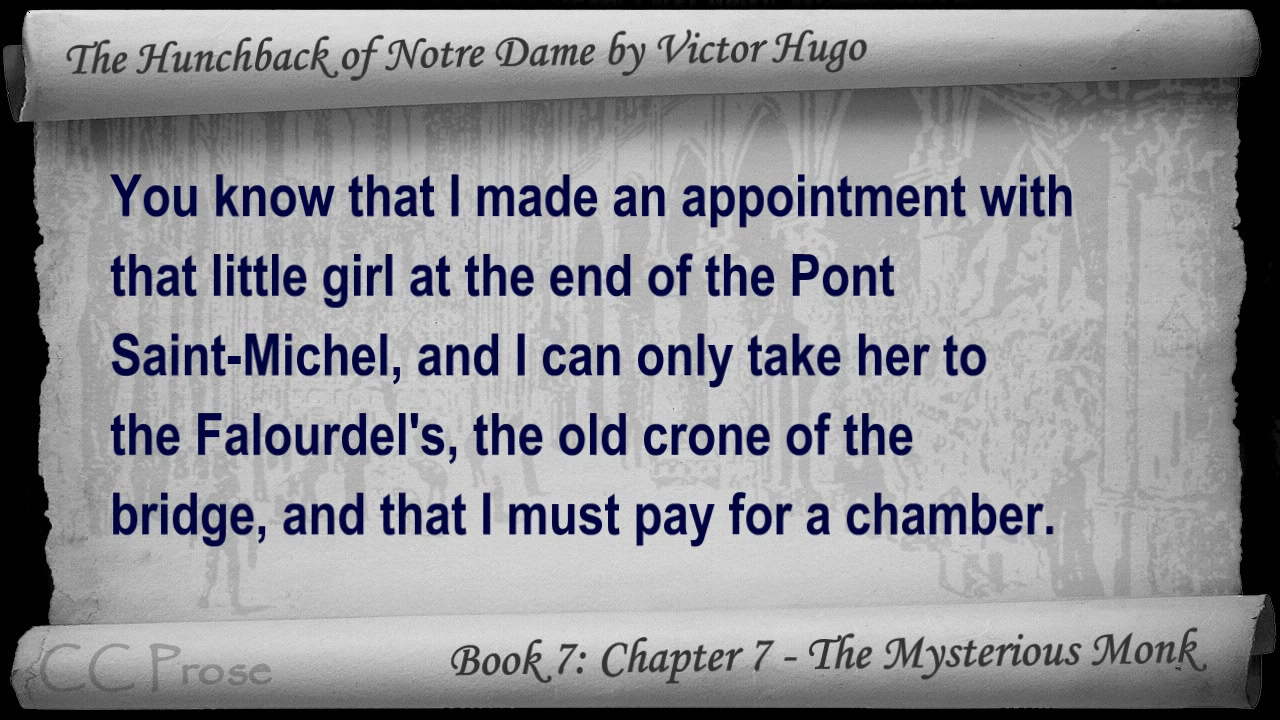 The Hunchback of Notre Dame by Victor Hugo
You know that I made an appointment with
that little girl at the end of the Pont
Saint-Michel, and I can only take her to
the Falourdel's, the old crone of the
bridge, and that I must pay for a chamber.
CC Prose
Book 7: Chapter 7 - The Mysterious Monk